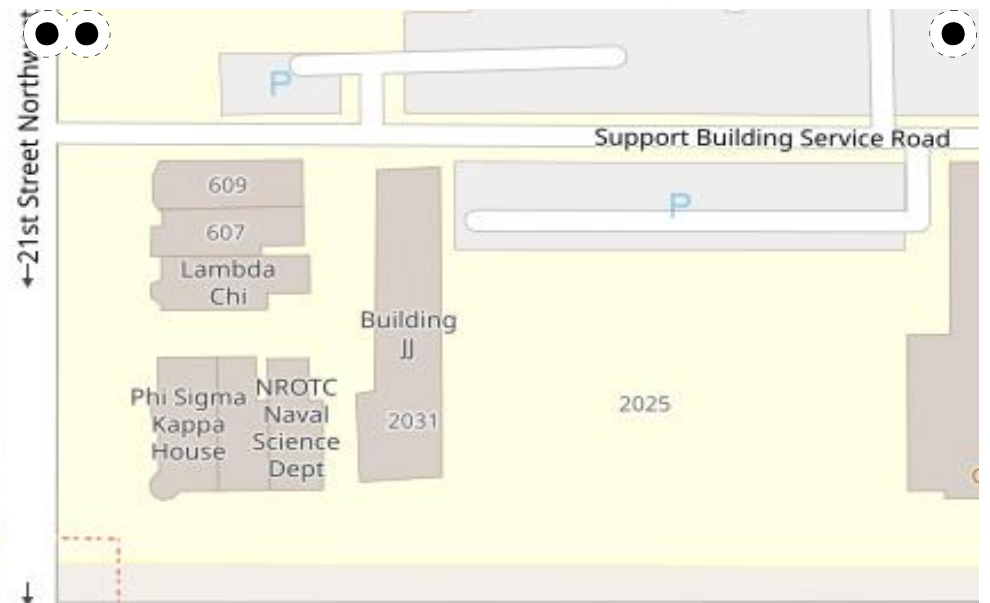 ←21st Street Northw
P
Support Building Service Road
609
P
607
Lambda
Chi
Building
JJ
Phi Sigma
Kappa
House
NROTC
Naval
Science
Dept
2031
2025